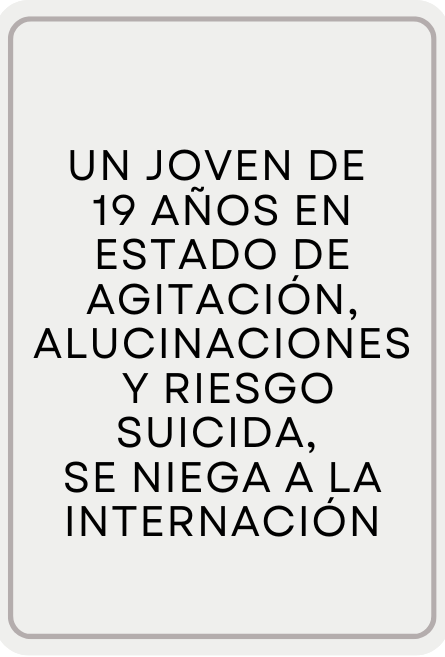 UN JOVEN DE
19 AÑOS EN
ESTADO DE
AGITACIÓN,
ALUCINACIONES
Y RIESGO
SUICIDA,
SE NIEGA A LA
INTERNACIÓN